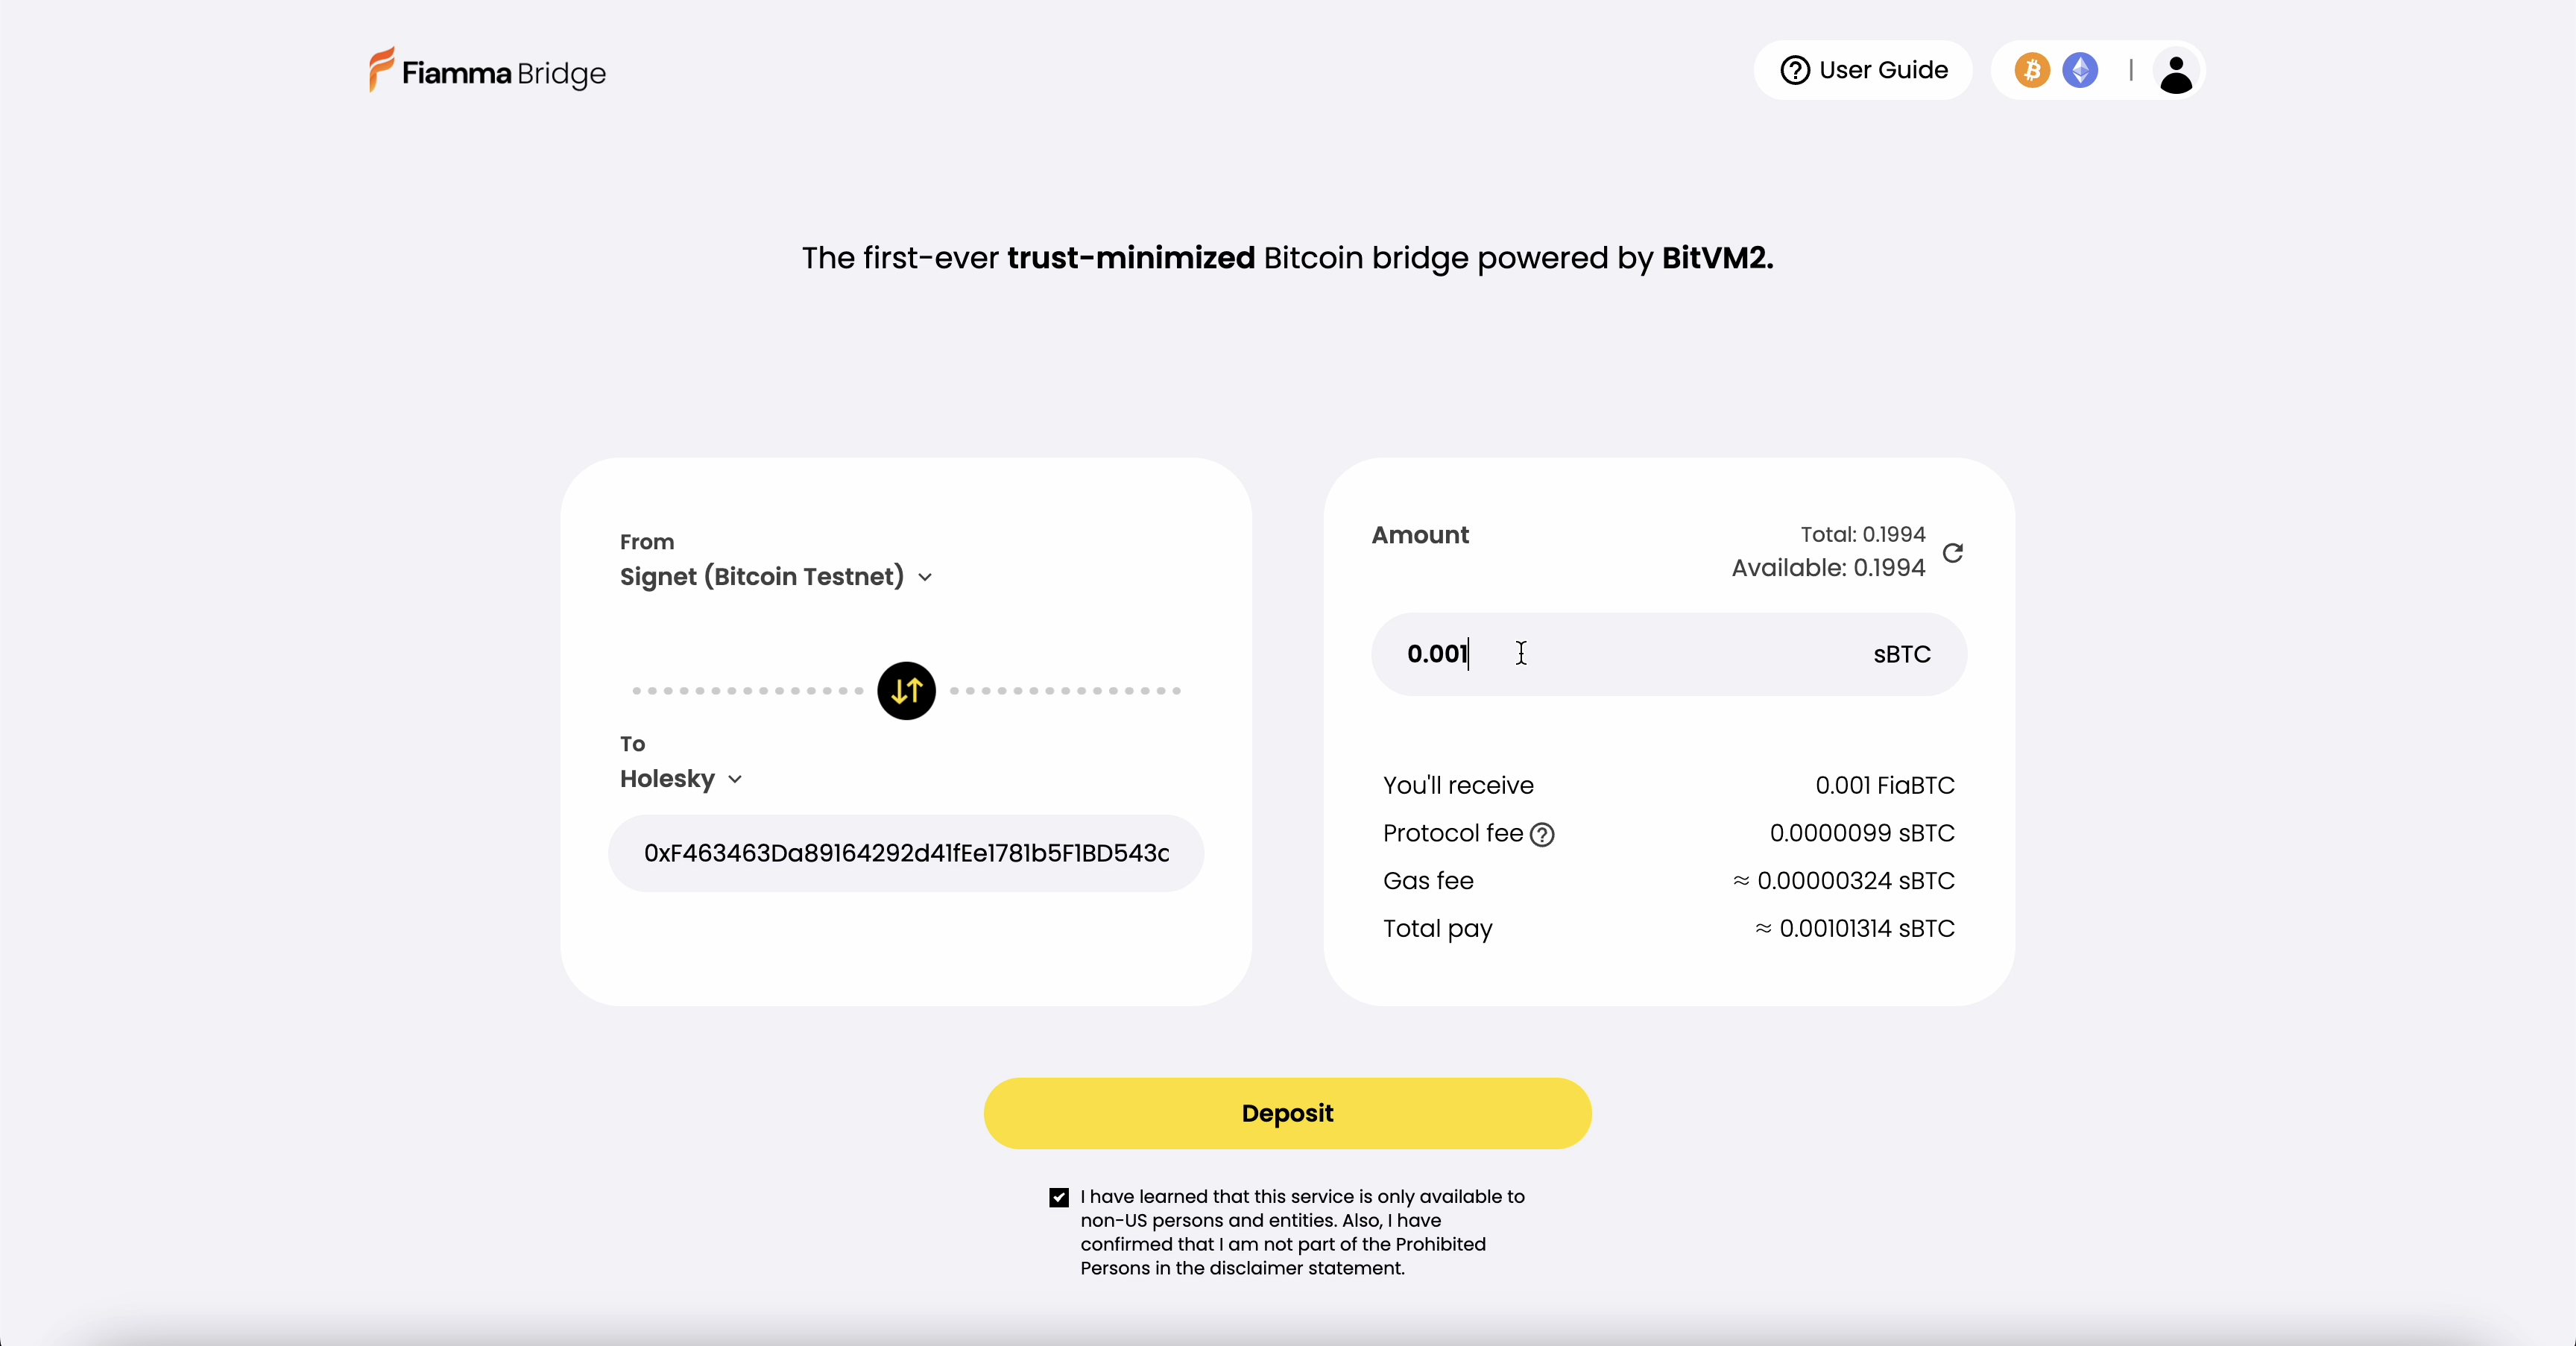 Fiamma Bridge
User Guide
The first-ever trust-minimized Bitcoin bridge powered by BitVM2.
From
Signet (Bitcoin Testnet)
To
Holesky
0xF463463Da89164292d41fEe1781b5F1BD543c
Amount
Total: 0.1994
Available: 0.1994
0.001 sBTC
You'll receive 0.001 FiaBTC
Protocol fee 0.0000099 sBTC
Gas fee ≈ 0.00000324 sBTC
Total pay ≈ 0.00101314 sBTC
Deposit
I have learned that this service is only available to
non-US persons and entities. Also, I have
confirmed that I am not part of the Prohibited
Persons in the disclaimer statement.